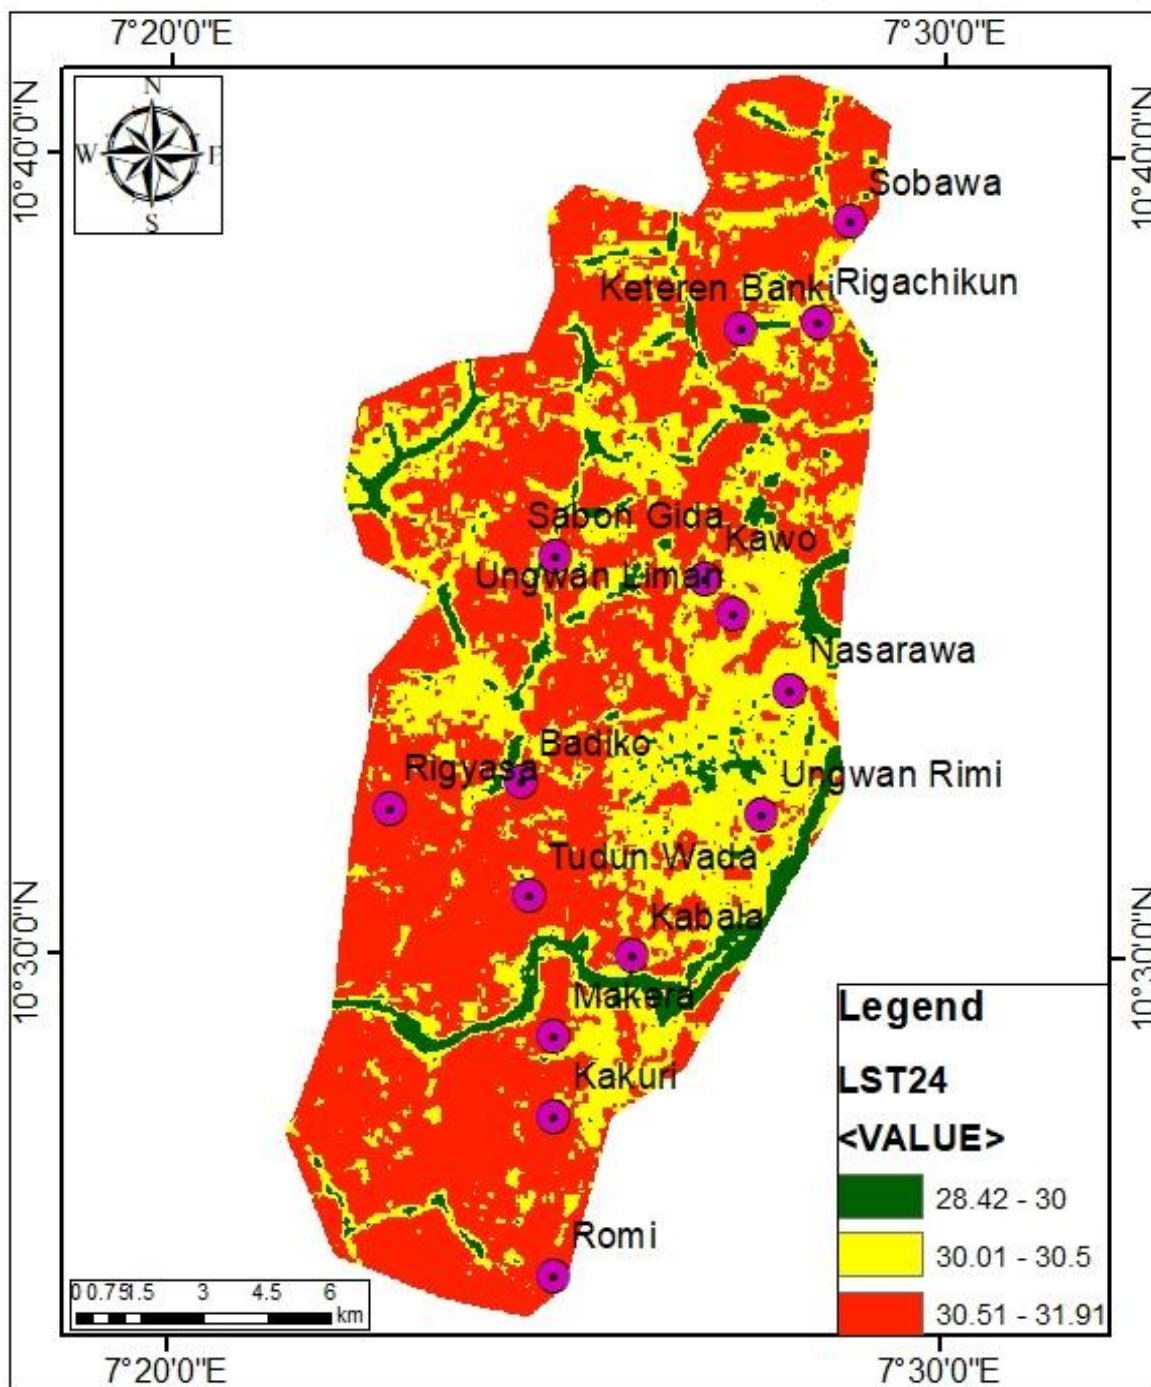 7°20'0"E 7°30'0"E
N
W E
S
10°40'0"N 10°40'0"N
Sobawa
Keteren Banki Rigachikun
Sabon Gida
Kawo
Ungwan Liman
Nasarawa
Badiko
Rigyasa Ungwan Rimi
Tudun Wada
Kabala
10°30'0"N 10°30'0"N
Makera
Kakuri
Romi
Legend
LST24
<VALUE>
28.42 - 30
30.01 - 30.5
30.51 - 31.91
0 0.75 1.5 3 4.5 6
km
7°20'0"E 7°30'0"E